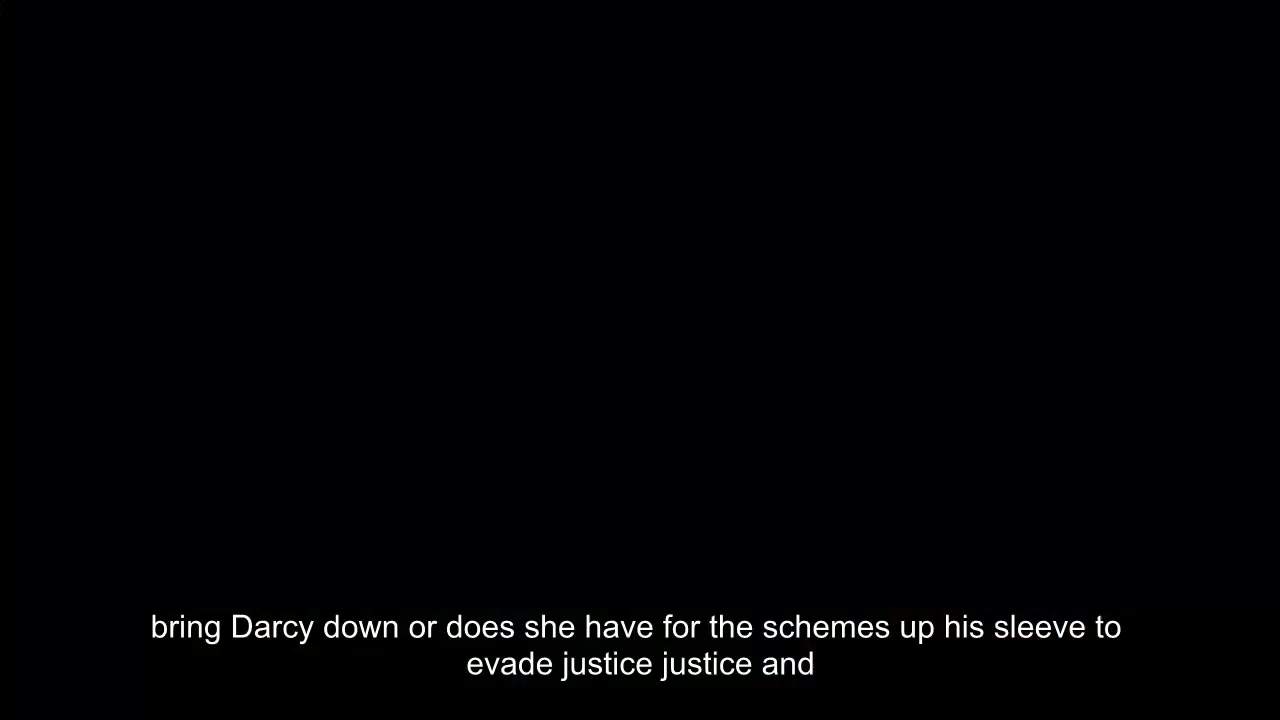 bring Darcy down or does she have for the schemes up his sleeve to
evade justice justice and